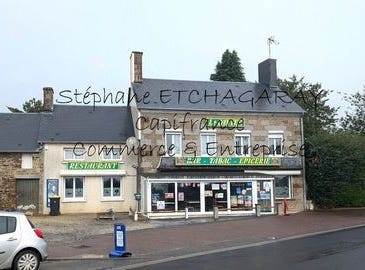 Stéphane ETCHAGARAY
Capifrance
Commerce & Entreprise
RESTAURANT
BAR - TABAC - EPICERIE